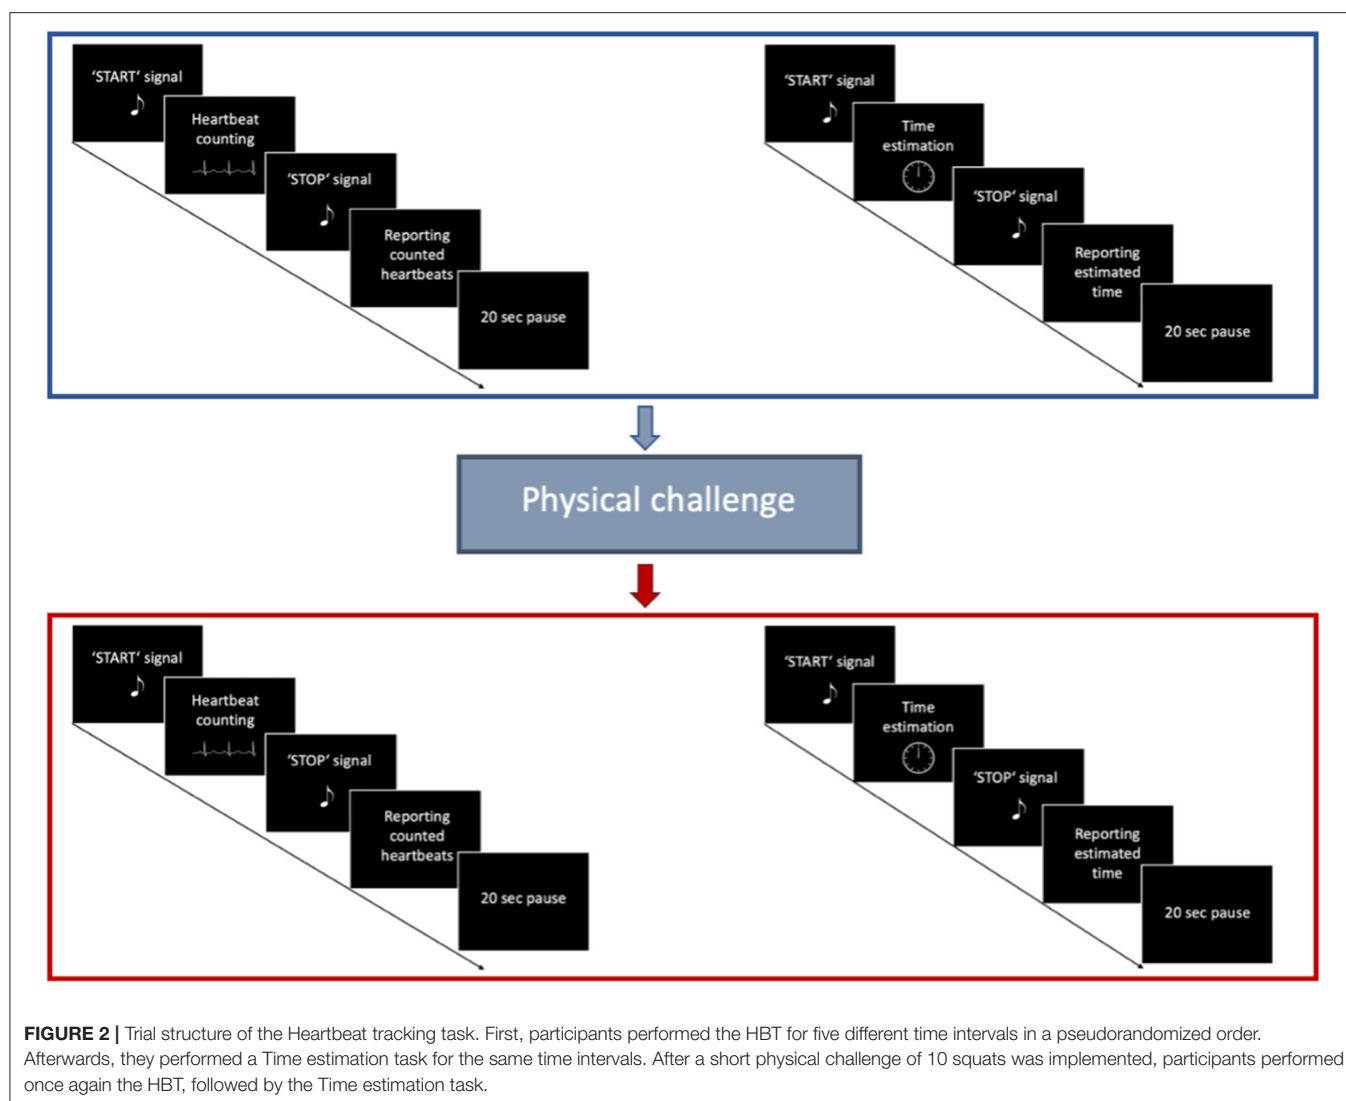 ‘START‘ signal
Heartbeat
counting
‘STOP‘ signal
Reporting
counted
heartbeats
20 sec pause
‘START‘ signal
Time
estimation
‘STOP‘ signal
Reporting
estimated
time
20 sec pause
Physical challenge
‘START‘ signal
Heartbeat
counting
‘STOP‘ signal
Reporting
counted
heartbeats
20 sec pause
‘START‘ signal
Time
estimation
‘STOP‘ signal
Reporting
estimated
time
20 sec pause
FIGURE 2 | Trial structure of the Heartbeat tracking task. First, participants performed the HBT for five different time intervals in a pseudorandomized order.
Afterwards, they performed a Time estimation task for the same time intervals. After a short physical challenge of 10 squats was implemented, participants performed
once again the HBT, followed by the Time estimation task.